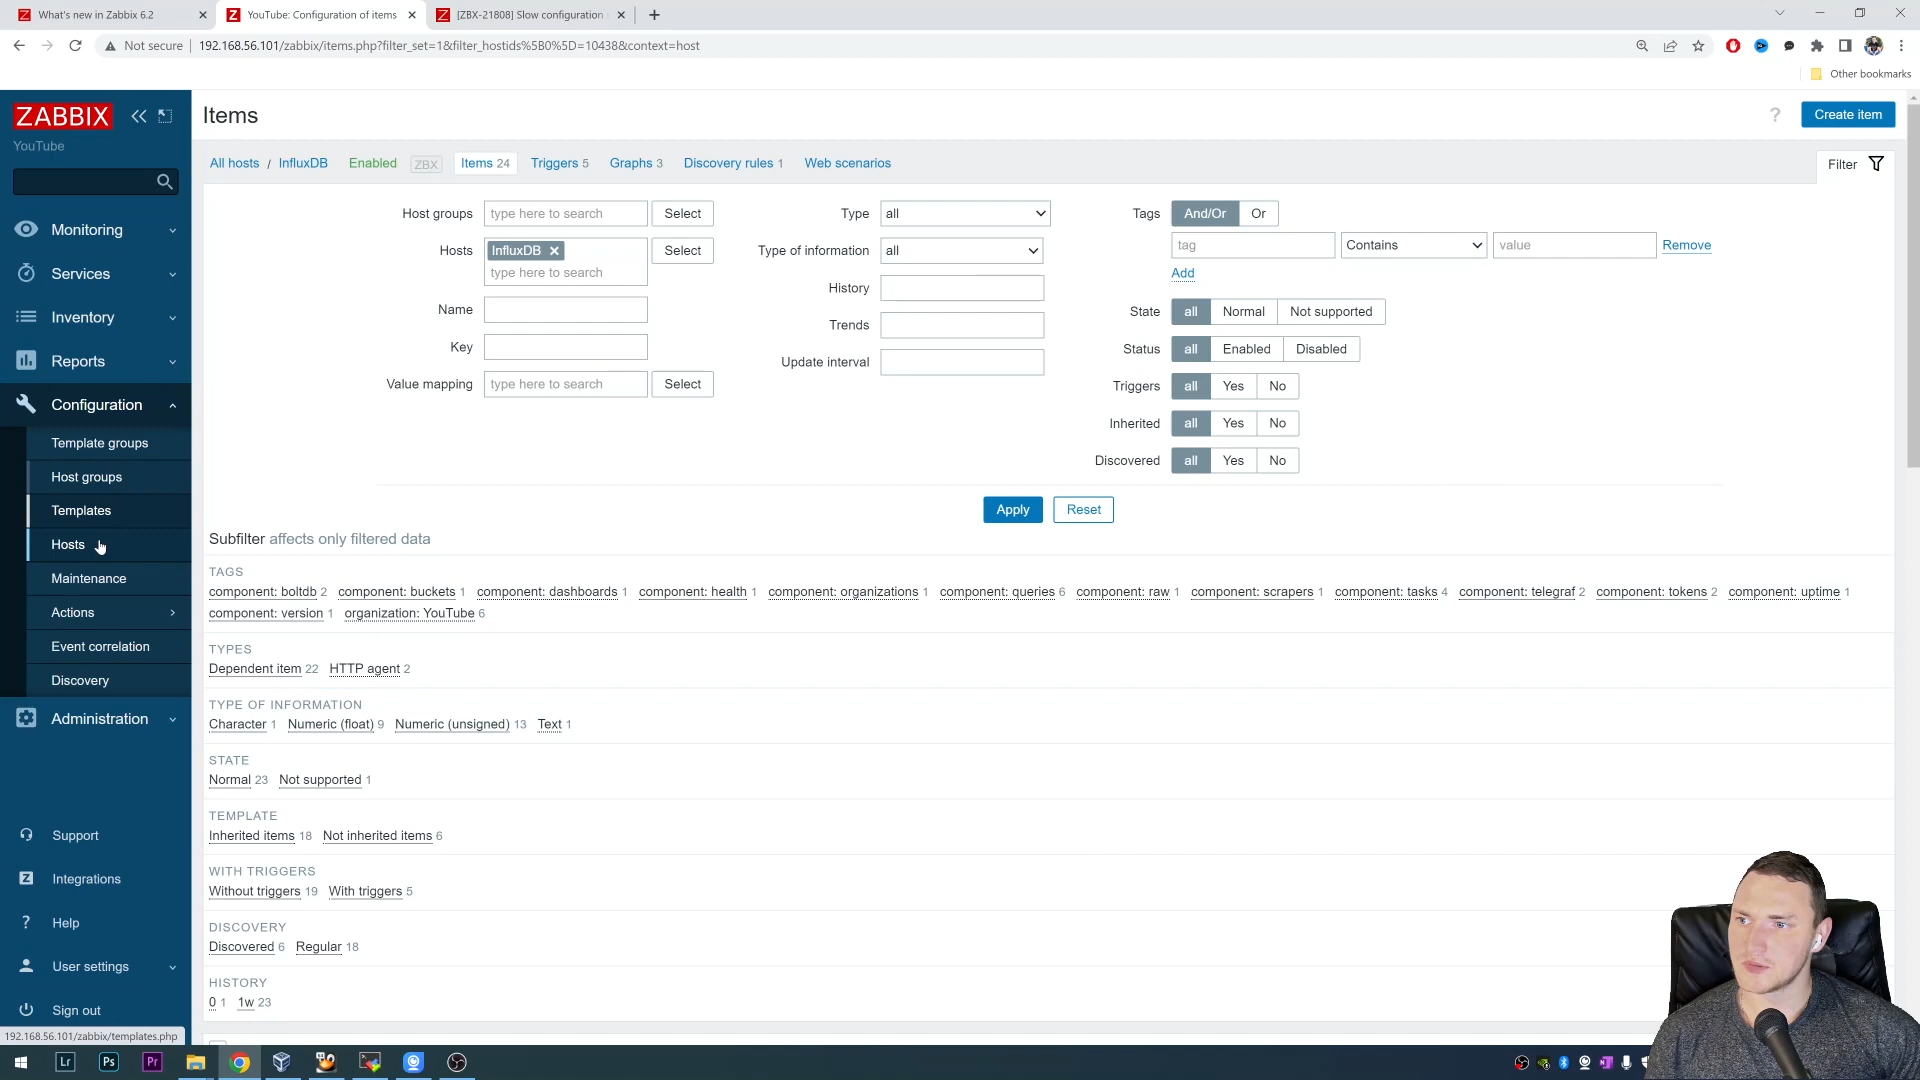 What's new in Zabbix 6.2
YouTube: Configuration of items
[ZBX-21808] Slow configuration
Not secure
192.168.56.101/zabbix/items.php?filter_set=1&filter_hostids%5B0%5D=10438&context=host
Other bookmarks
ZABBIX
YouTube
Monitoring
Services
Inventory
Reports
Configuration
Template groups
Host groups
Templates
Hosts
Maintenance
Actions
Event correlation
Discovery
Administration
Support
Integrations
Help
User settings
Sign out
192.168.56.101/zabbix/templates.php
Items
? Create item
All hosts / InfluxDB Enabled ZBX Items 24 Triggers 5 Graphs 3 Discovery rules 1 Web scenarios
Filter
Host groups type here to search Select
Hosts InfluxDB Select
type here to search
Name
Key
Value mapping type here to search Select
Type all
Type of information all
History
Trends
Update interval
Tags And/Or Or
tag Contains value Remove
Add
State all Normal Not supported
Status all Enabled Disabled
Triggers all Yes No
Inherited all Yes No
Discovered all Yes No
Apply Reset
Subfilter affects only filtered data
TAGS
component: boltdb 2 component: buckets 1 component: dashboards 1 component: health 1 component: organizations 1 component: queries 6 component: raw 1 component: scrapers 1 component: tasks 4 component: telegraf 2 component: tokens 2 component: uptime 1
component: version 1 organization: YouTube 6
TYPES
Dependent item 22 HTTP agent 2
TYPE OF INFORMATION
Character 1 Numeric (float) 9 Numeric (unsigned) 13 Text 1
STATE
Normal 23 Not supported 1
TEMPLATE
Inherited items 18 Not inherited items 6
WITH TRIGGERS
Without triggers 19 With triggers 5
DISCOVERY
Discovered 6 Regular 18
HISTORY
0 1 1w 23
Lr Ps Pr